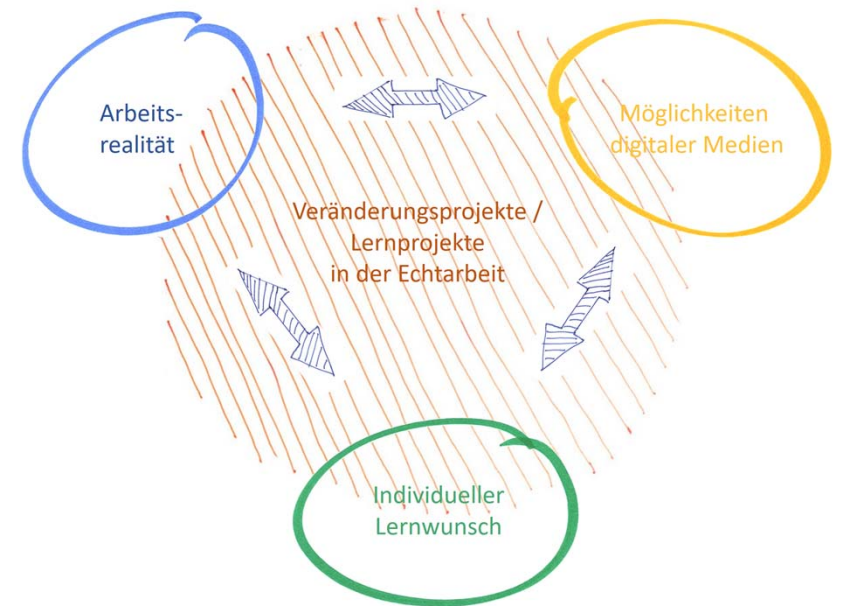 Arbeits-
realität
Möglichkeiten
digitaler Medien
Veränderungsprojekte /
Lernprojekte
in der Echtarbeit
Individueller
Lernwunsch